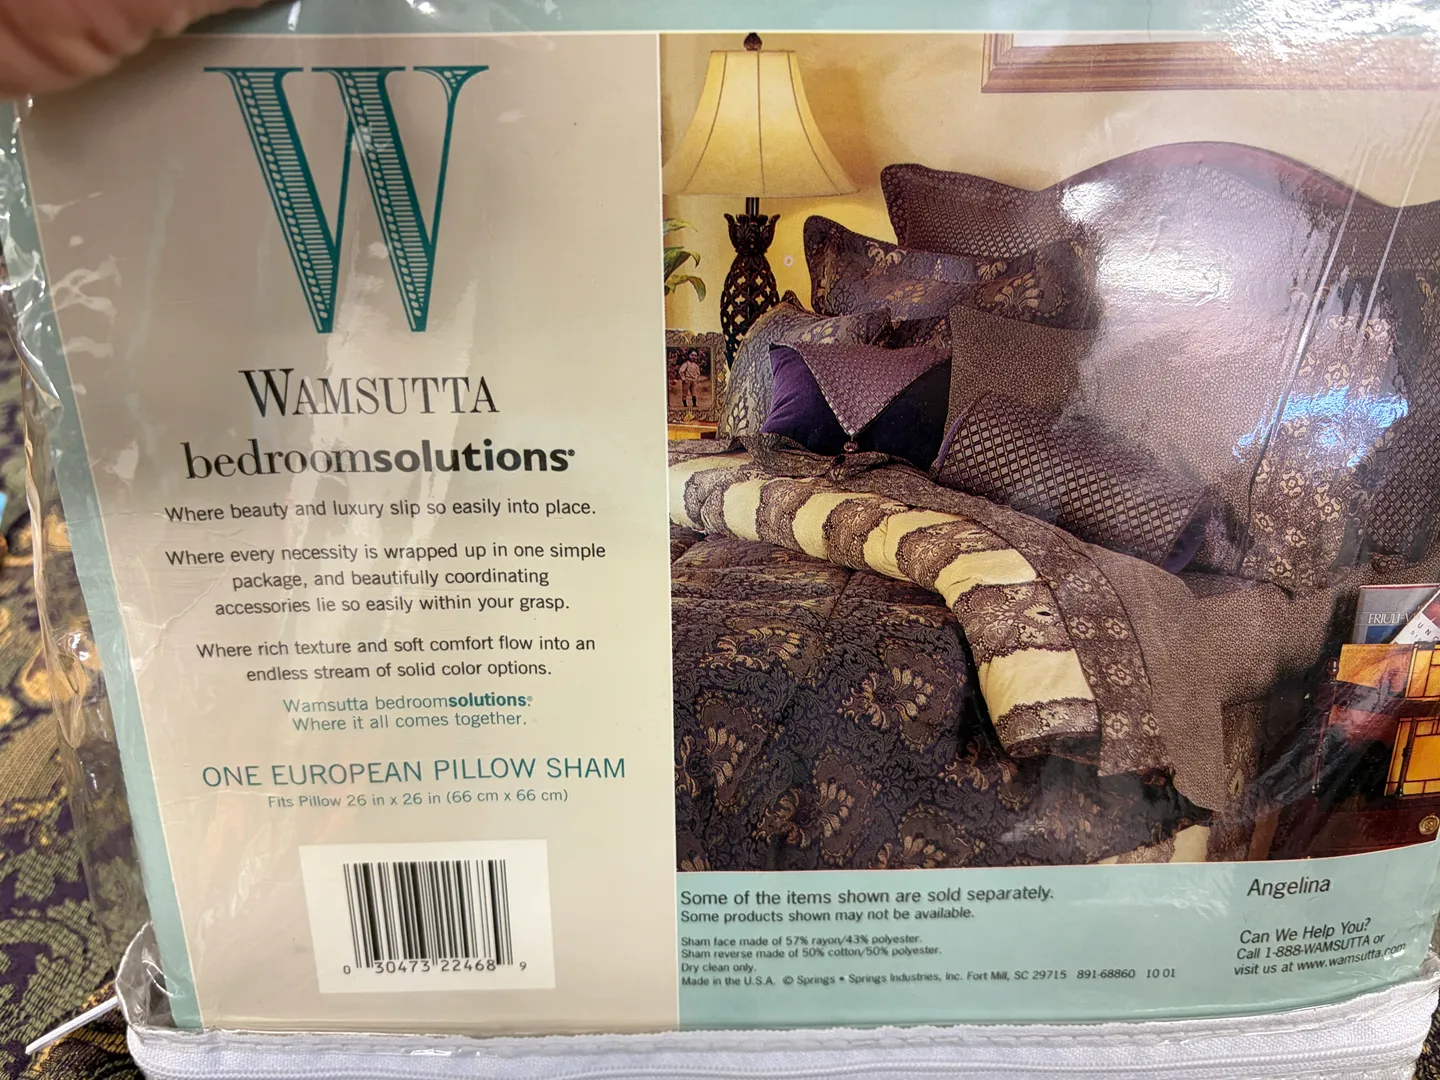 W
WAMSUTTA
bedroomsolutions®
Where beauty and luxury slip so easily into place.
Where every necessity is wrapped up in one simple
package, and beautifully coordinating
accessories lie so easily within your grasp.
Where rich texture and soft comfort flow into an
endless stream of solid color options.
Wamsutta bedroomsolutions®
Where it all comes together.
ONE EUROPEAN PILLOW SHAM
Fits Pillow 26 in x 26 in (66 cm x 66 cm)
0 30473 22468 9
FRIULI-V
Some of the items shown are sold separately.
Some products shown may not be available.
Sham face made of 57% rayon/43% polyester.
Sham reverse made of 50% cotton/50% polyester.
Dry clean only.
Made in the U.S.A. © Springs • Springs Industries, Inc. Fort Mill, SC 29715 891-68860 10 01
Angelina
Can We Help You?
Call 1-888-WAMSUTTA or
visit us at www.wamsutta.com